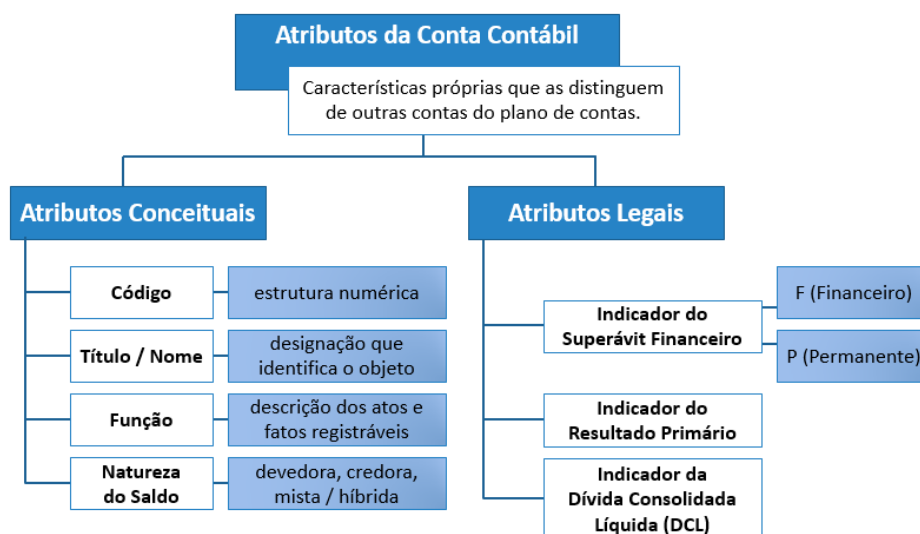 Atributos da Conta Contábil
Características próprias que as distinguem
de outras contas do plano de contas.
Atributos Conceituais
Código
estrutura numérica
Título / Nome
designação que
identifica o objeto
Função
descrição dos atos e
fatos registráveis
Natureza
do Saldo
devedora, credora,
mista / híbrida
Atributos Legais
Indicador do
Superávit Financeiro
F (Financeiro)
P (Permanente)
Indicador do
Resultado Primário
Indicador da
Dívida Consolidada
Líquida (DCL)